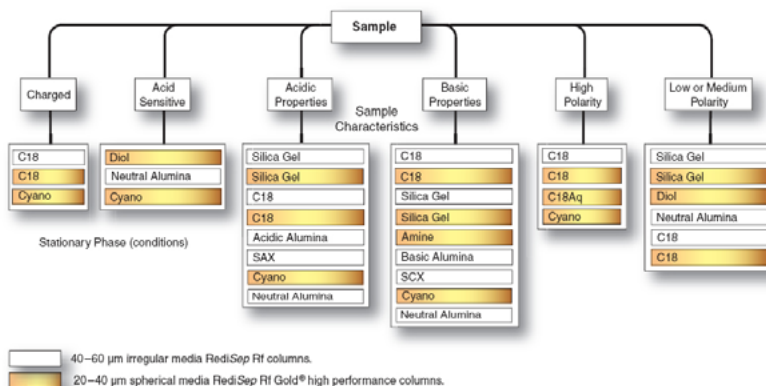 Sample
Charged
Acid
Sensitive
Acidic
Properties
Basic
Properties
High
Polarity
Low or Medium
Polarity
Sample
Characteristics
C18
C18
Cyano
Diol
Neutral Alumina
Cyano
Silica Gel
Silica Gel
C18
C18
Acidic Alumina
SAX
Cyano
Neutral Alumina
C18
C18
Silica Gel
Silica Gel
Amine
Basic Alumina
SCX
Cyano
Neutral Alumina
C18
C18
C18Aq
Cyano
Silica Gel
Silica Gel
Diol
Neutral Alumina
C18
C18
Stationary Phase (conditions)
40–60 µm irregular media RediSep Rf columns.
20–40 µm spherical media RediSep Rf Gold® high performance columns.